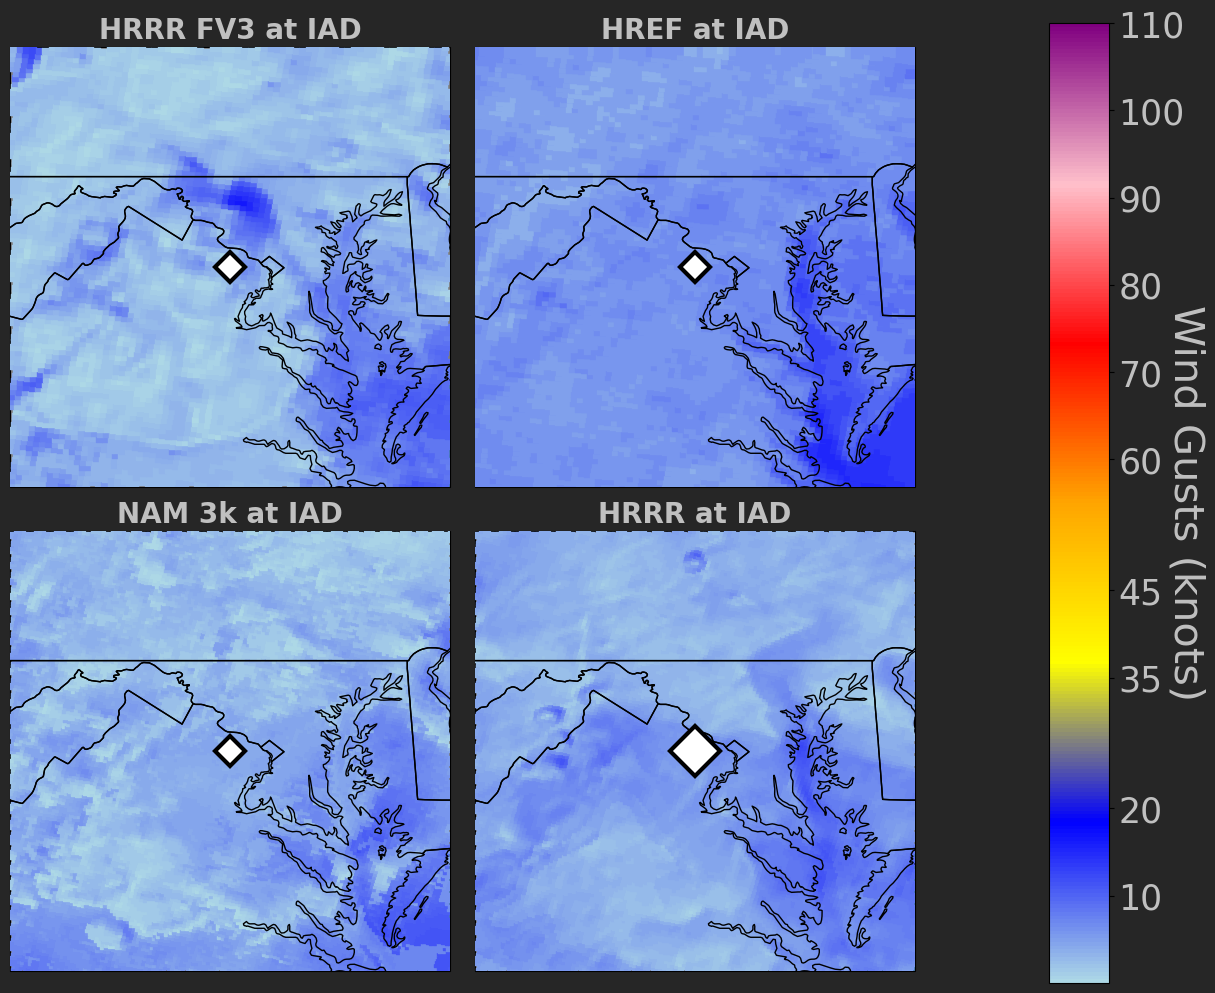 HRRR FV3 at IAD
HREF at IAD
NAM 3k at IAD
HRRR at IAD
110
100
90
80
70
60
45
35
20
10
Wind Gusts (knots)